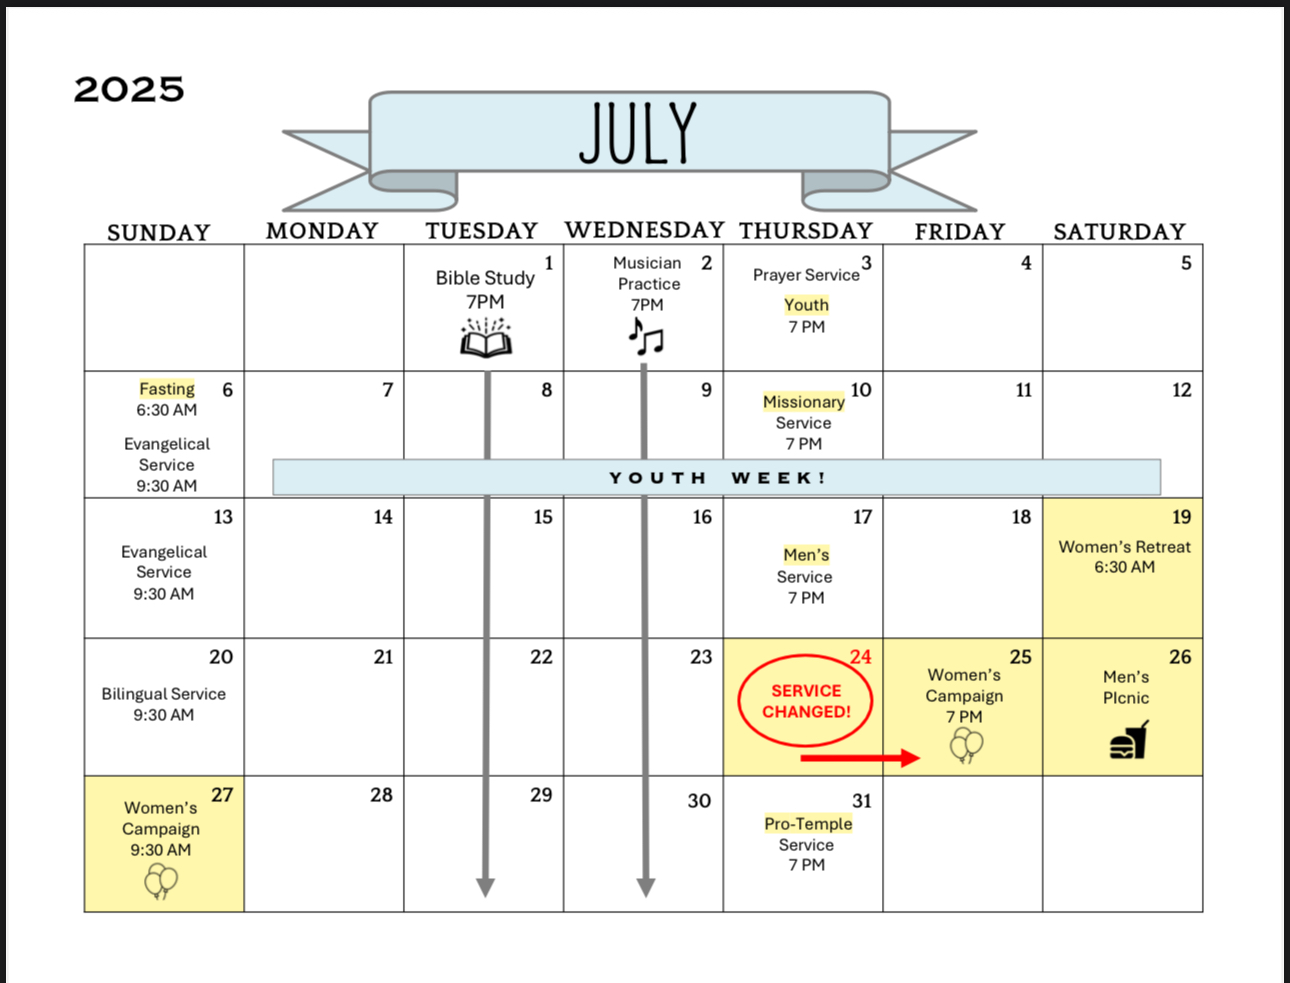 2025
JULY
SUNDAY MONDAY TUESDAY WEDNESDAY THURSDAY FRIDAY SATURDAY
1
Bible Study
7PM
2
Musician
Practice
7PM
3
Prayer Service
Youth
7 PM
4
5
6
Fasting
6:30 AM
Evangelical
Service
9:30 AM
7
8
9
10
Missionary
Service
7 PM
11
12
YOUTH WEEK!
13
Evangelical
Service
9:30 AM
14
15
16
17
Men's
Service
7 PM
18
19
Women's Retreat
6:30 AM
20
Bilingual Service
9:30 AM
21
22
23
24
SERVICE
CHANGED!
25
Women's
Campaign
7 PM
26
Men's
PIcnic
27
Women's
Campaign
9:30 AM
28
29
30
31
Pro-Temple
Service
7 PM